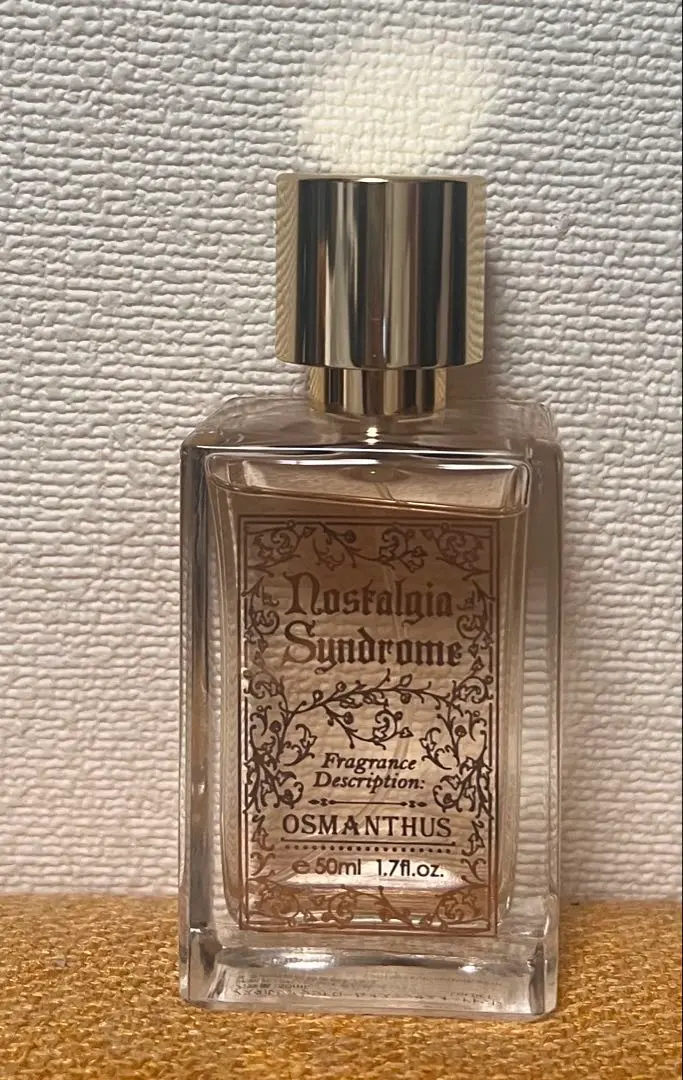 Nostalgia
Syndrome
Fragrance
Description:
OSMANTHUS
℮ 50ml 1.7fl.oz.